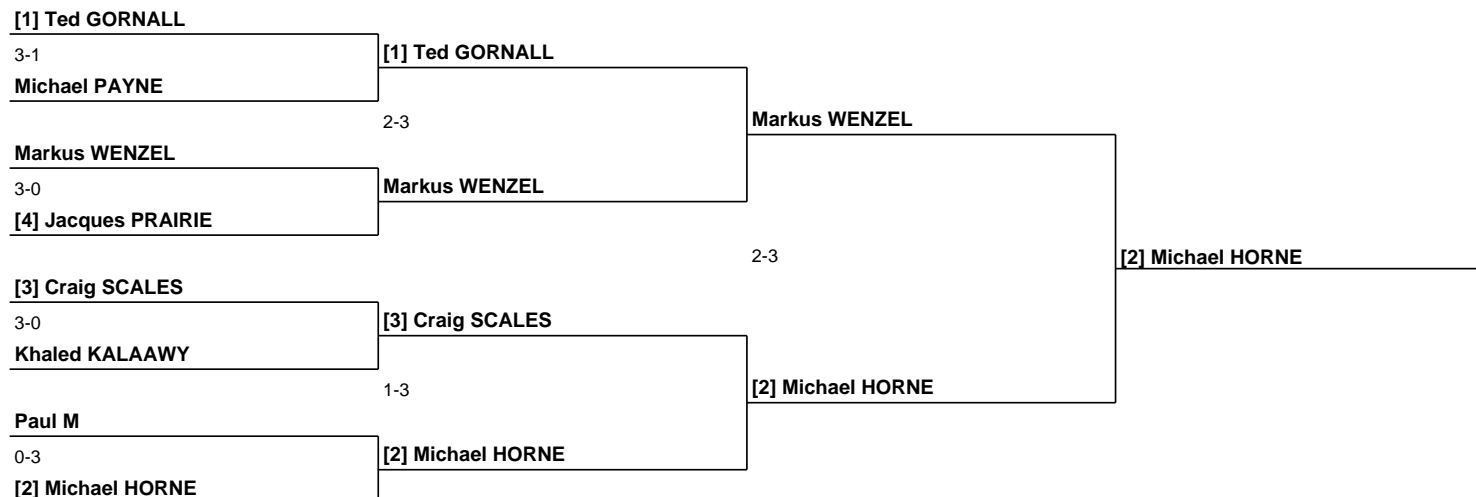 [1] Ted GORNALL
3-1
[1] Ted GORNALL
Michael PAYNE
2-3
Markus WENZEL
Markus WENZEL
3-0
Markus WENZEL
[4] Jacques PRAIRIE
2-3
[2] Michael HORNE
[3] Craig SCALES
3-0
[3] Craig SCALES
Khaled KALAAWY
1-3
[2] Michael HORNE
Paul M
0-3
[2] Michael HORNE
[2] Michael HORNE